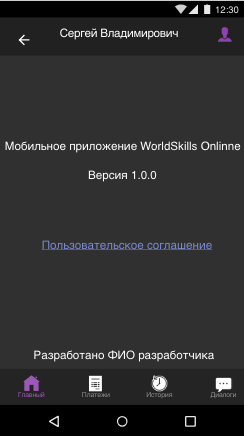 12:30
Сергей Владимирович
Мобильное приложение WorldSkills Onlinne
Версия 1.0.0
Пользовательское соглашение
Разработано ФИО разработчика
Главный Платежи История Диалоги